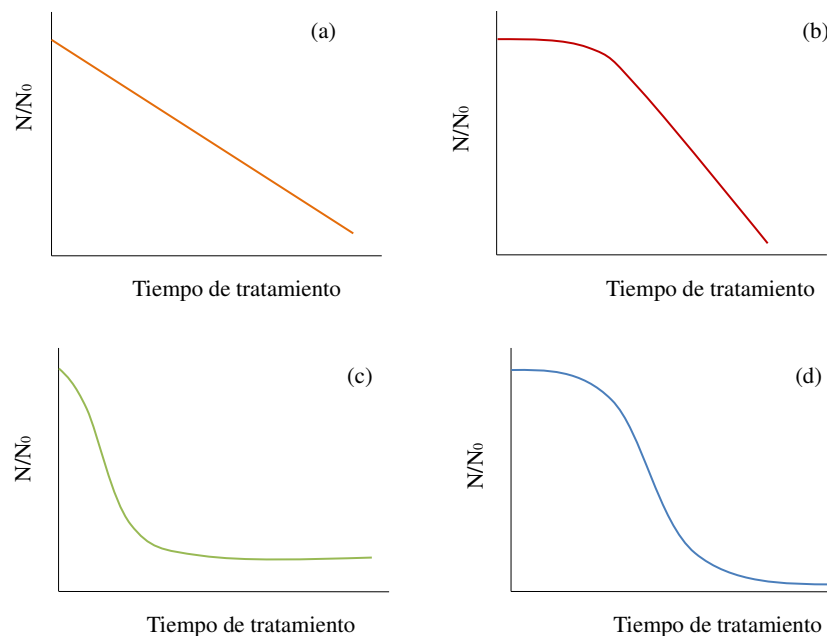 (a)
N/N₀
Tiempo de tratamiento
(b)
N/N₀
Tiempo de tratamiento
(c)
N/N₀
Tiempo de tratamiento
(d)
N/N₀
Tiempo de tratamiento